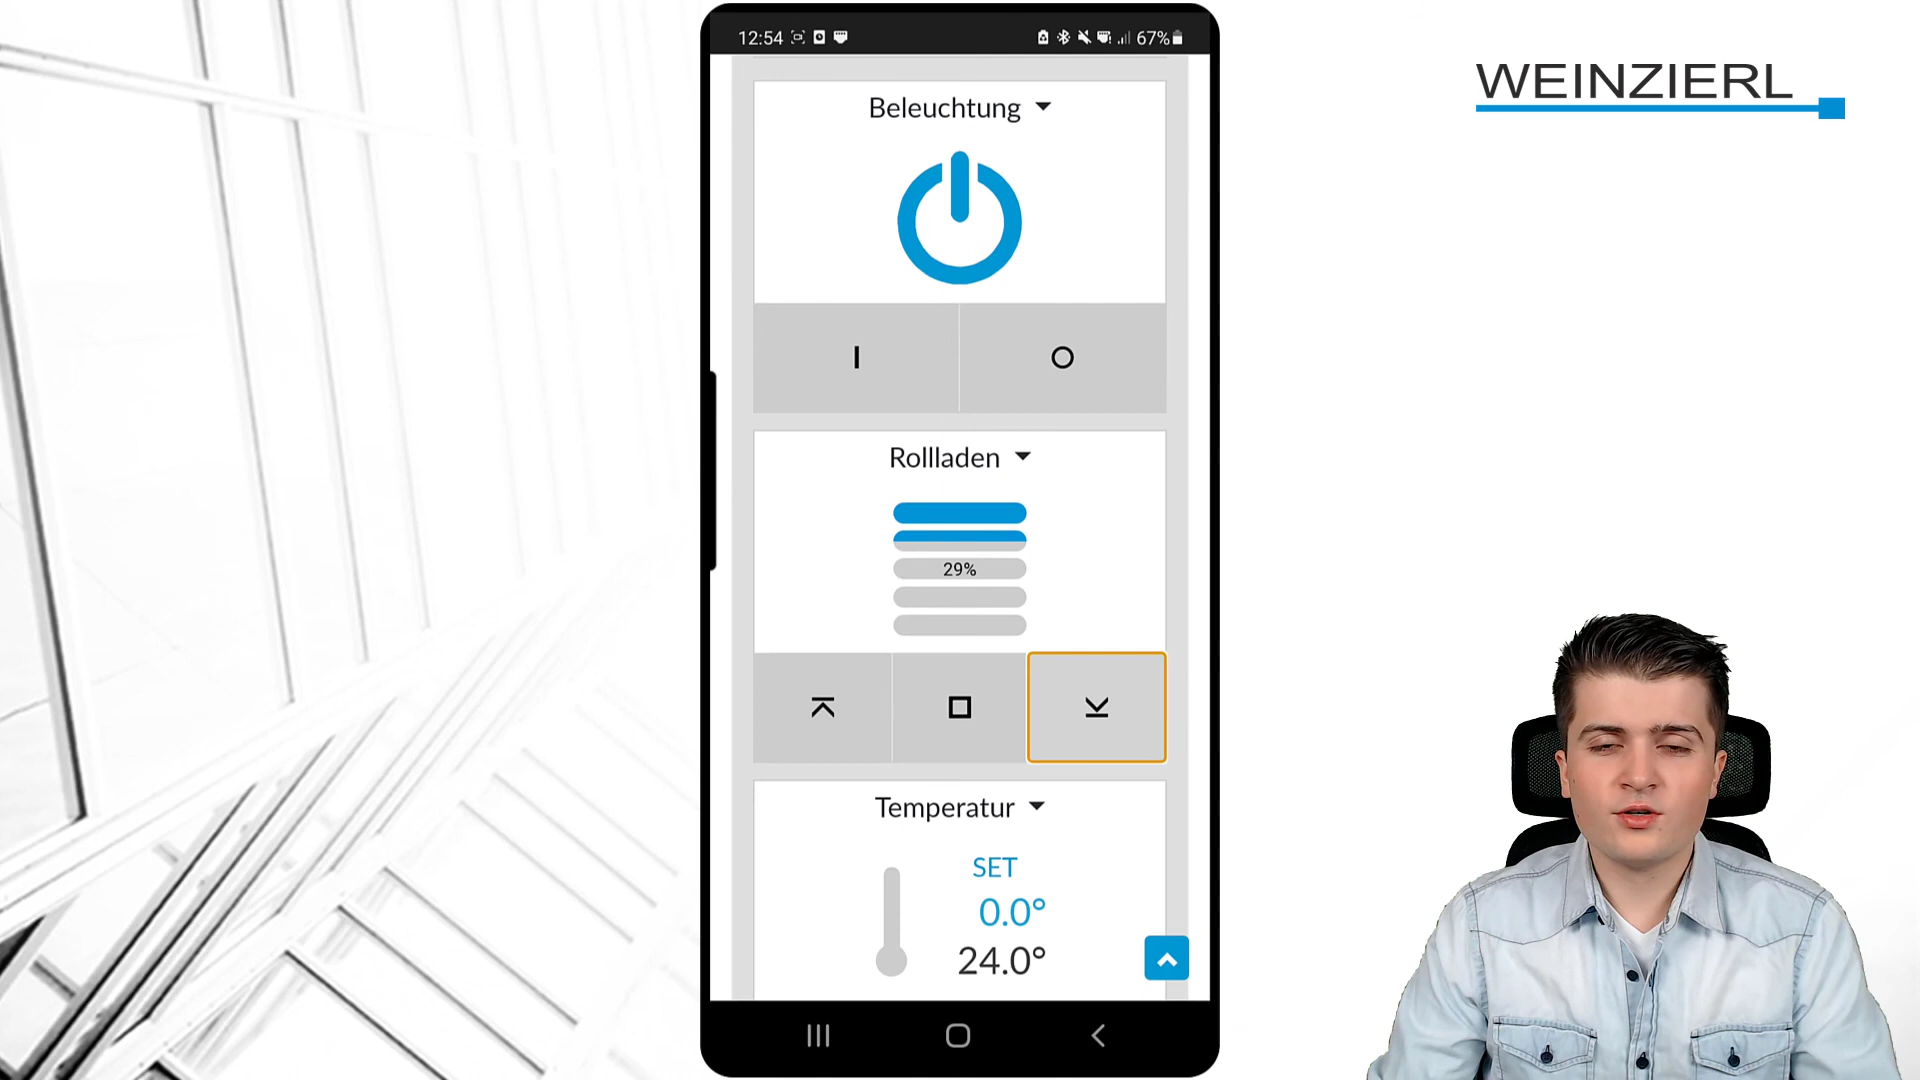 12:54
67%
WEINZIERL
Beleuchtung
I
O
Rollladen
29%
Temperatur
SET
0.0°
24.0°